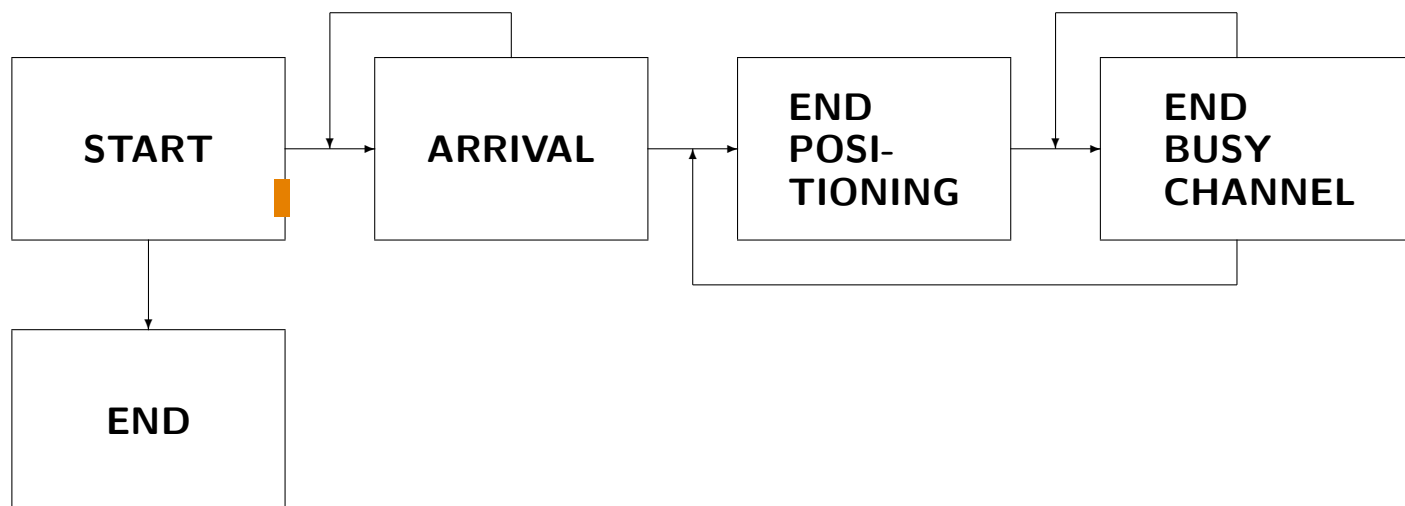 START
ARRIVAL
END
POSI-
TIONING
END
BUSY
CHANNEL
END